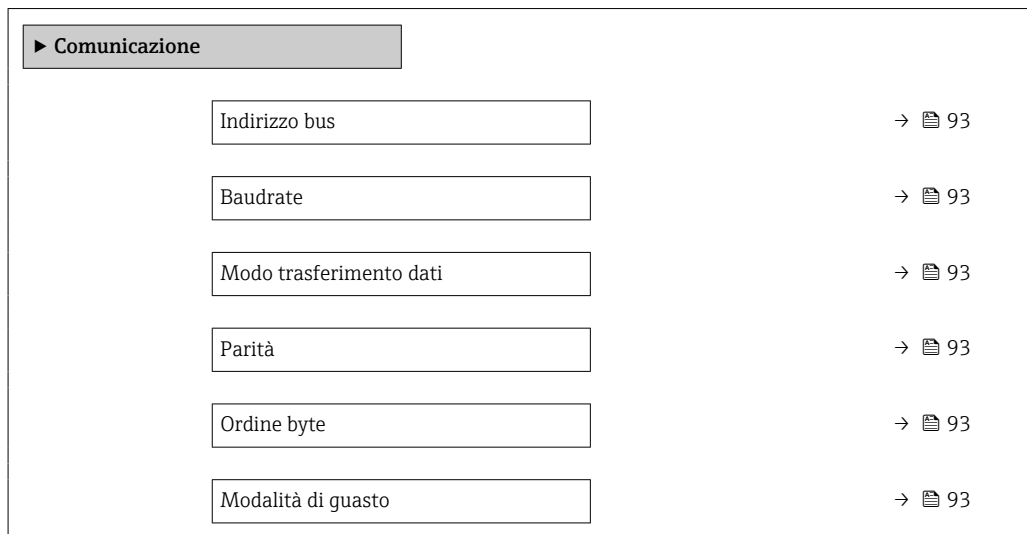 ▶ Comunicazione
Indirizzo bus → 93
Baudrate → 93
Modo trasferimento dati → 93
Parità → 93
Ordine byte → 93
Modalità di guasto → 93